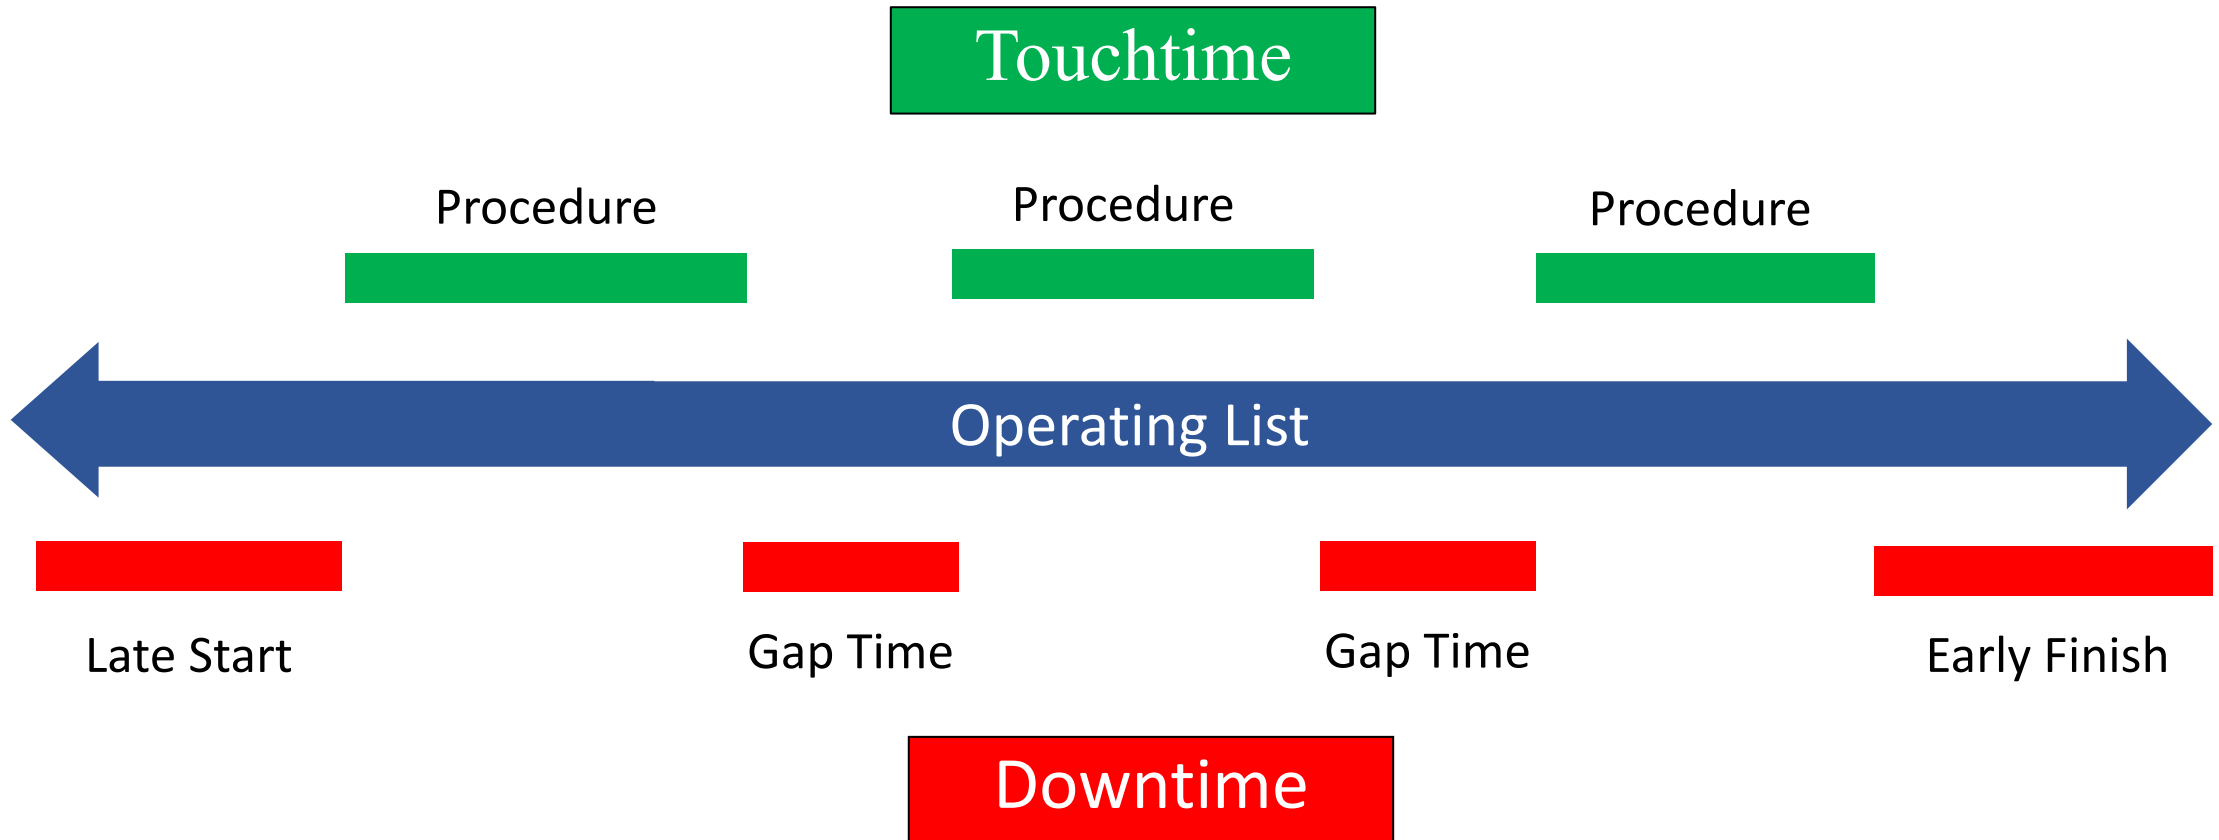 Touchtime
Procedure
Procedure
Procedure
Operating List
Late Start
Gap Time
Gap Time
Early Finish
Downtime